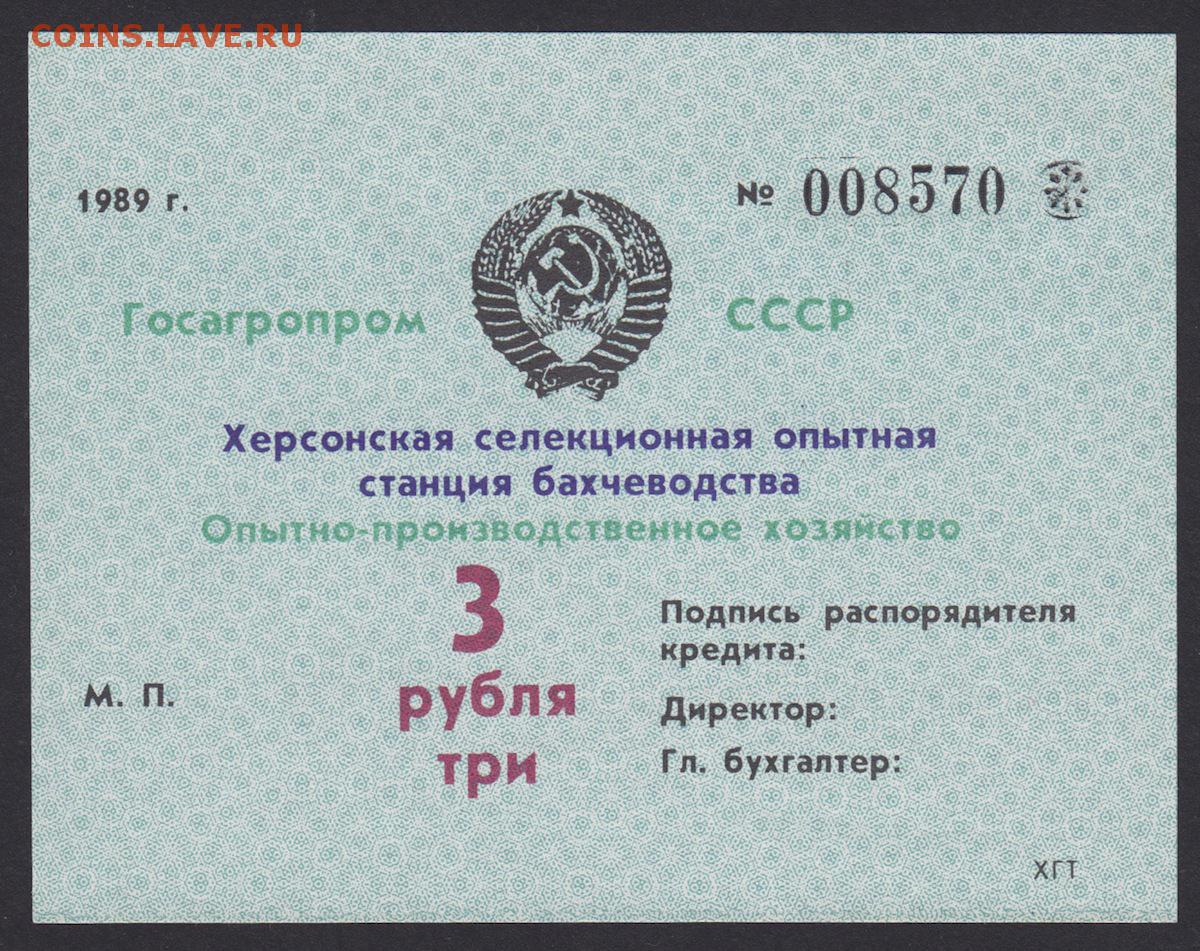 COINS.LAVE.RU
1989 г.
№ 008570
Госагропром СССР
Херсонская селекционная опытная
станция бахчеводства
Опытно-производственное хозяйство
3
рубля
три
М. П.
Подпись распорядителя
кредита:
Директор:
Гл. бухгалтер:
ХГТ